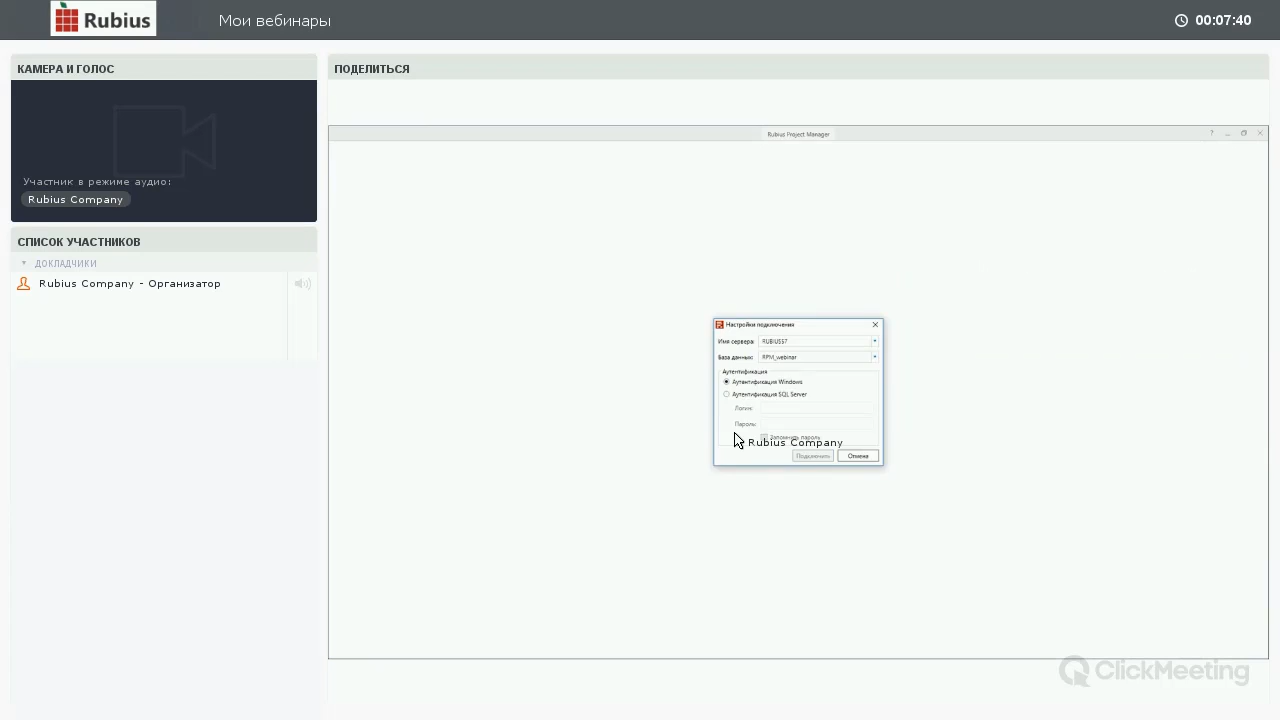 Rubius
Мои вебинары
00:07:40
КАМЕРА И ГОЛОС
Участник в режиме аудио:
Rubius Company
СПИСОК УЧАСТНИКОВ
ДОКЛАДЧИКИ
Rubius Company - Организатор
ПОДЕЛИТЬСЯ
Rubius Project Manager
Настройки подключения
Имя сервера: RUBIUS57
База данных: RPM_webinar
Аутентификация
Аутентификация Windows
Аутентификация SQL Server
Логин:
Пароль:
Запомнить пароль
Rubius Company
Подключить Отмена
ClickMeeting